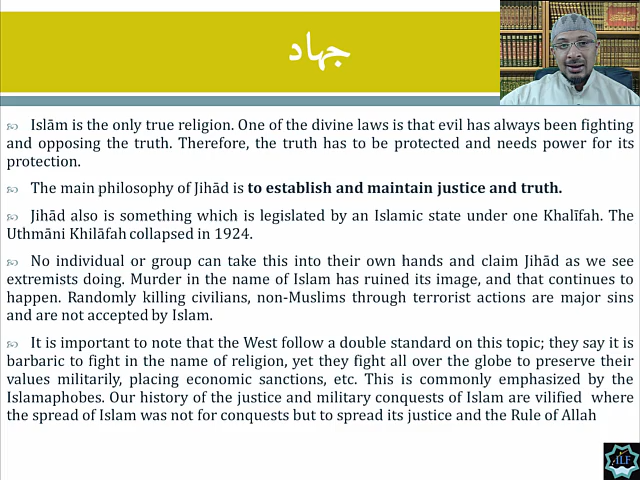 جہاد
Islām is the only true religion. One of the divine laws is that evil has always been fighting
and opposing the truth. Therefore, the truth has to be protected and needs power for its
protection.
The main philosophy of Jihād is to establish and maintain justice and truth.
Jihād also is something which is legislated by an Islamic state under one Khalīfah. The
Uthmāni Khilāfah collapsed in 1924.
No individual or group can take this into their own hands and claim Jihād as we see
extremists doing. Murder in the name of Islam has ruined its image, and that continues to
happen. Randomly killing civilians, non-Muslims through terrorist actions are major sins
and are not accepted by Islam.
It is important to note that the West follow a double standard on this topic; they say it is
barbaric to fight in the name of religion, yet they fight all over the globe to preserve their
values militarily, placing economic sanctions, etc. This is commonly emphasized by the
Islamaphobes. Our history of the justice and military conquests of Islam are vilified where
the spread of Islam was not for conquests but to spread its justice and the Rule of Allah
ILF